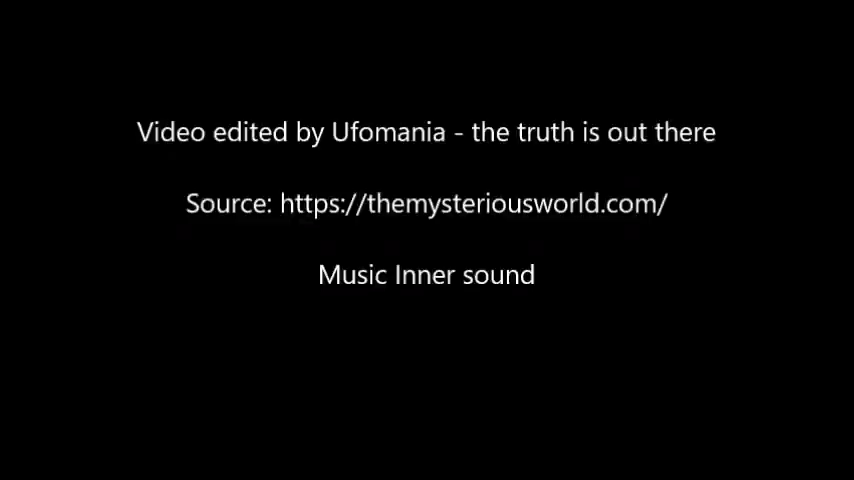 Video edited by Ufomania - the truth is out there
Source: https://themysteriousworld.com/
Music Inner sound